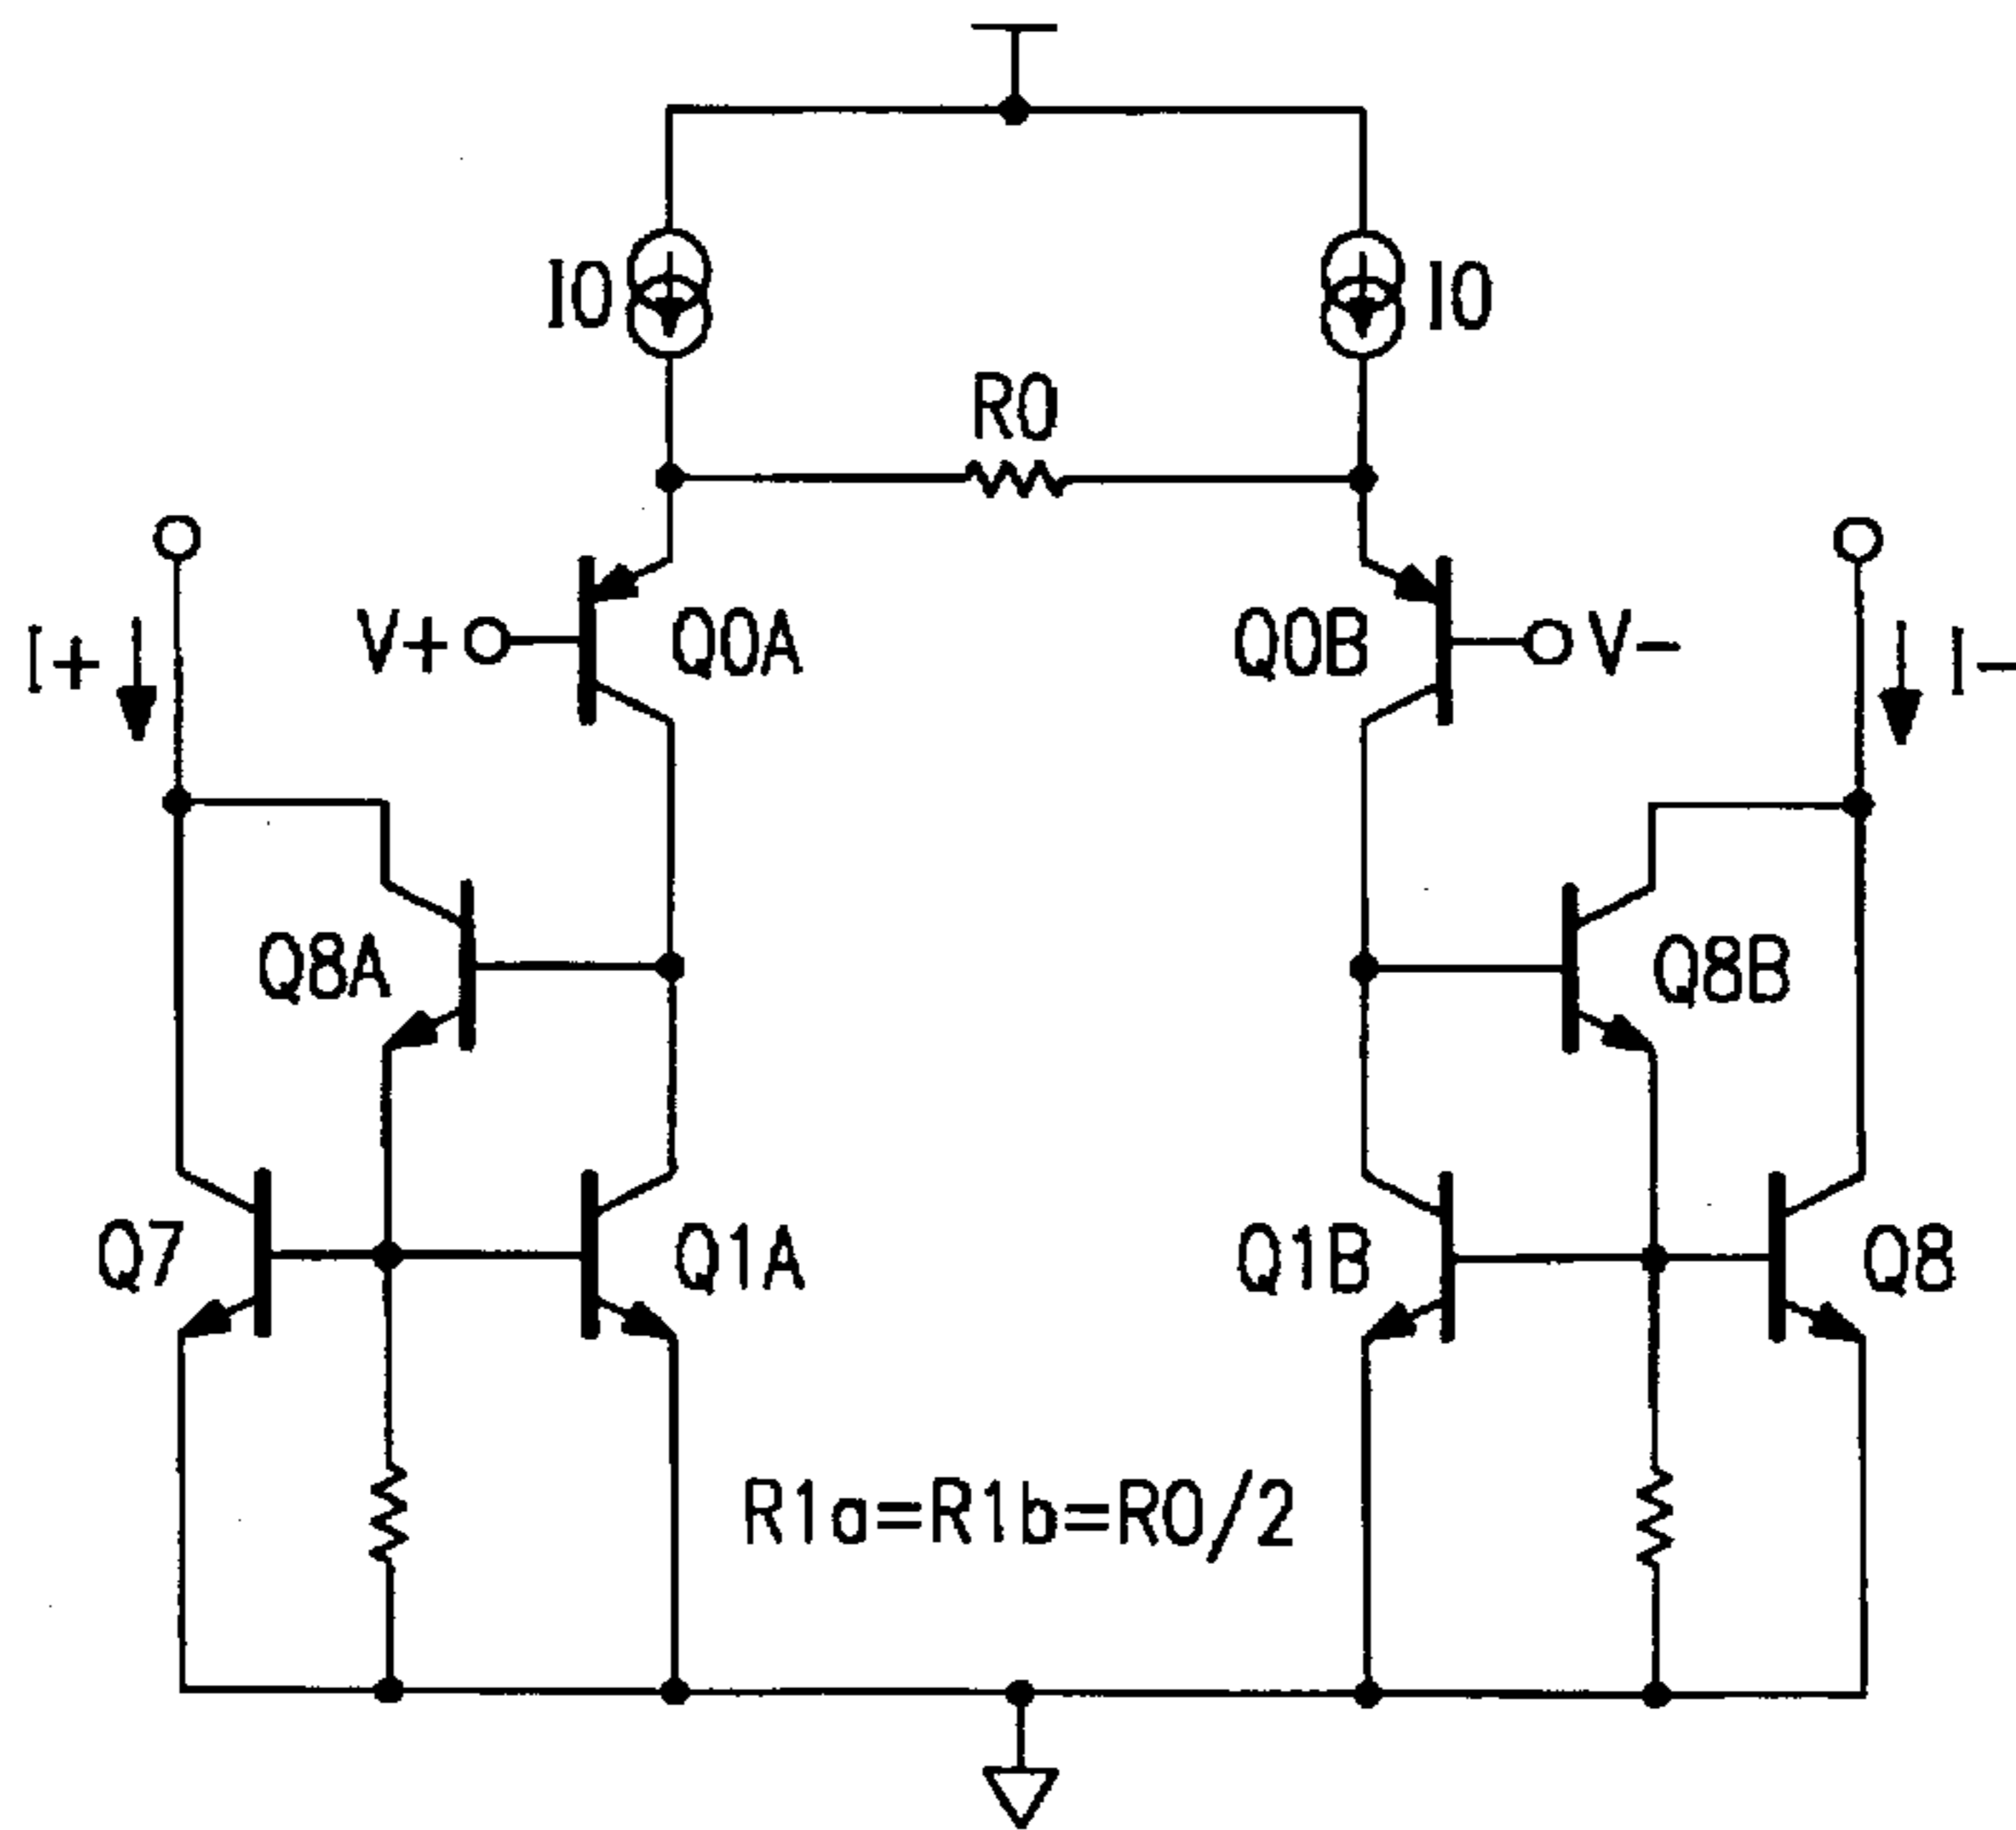 I0
I0
R0
I+
V+
Q0A
Q0B
V-
I-
Q8A
Q8B
Q7
Q1A
Q1B
Q8
R1a=R1b=R0/2